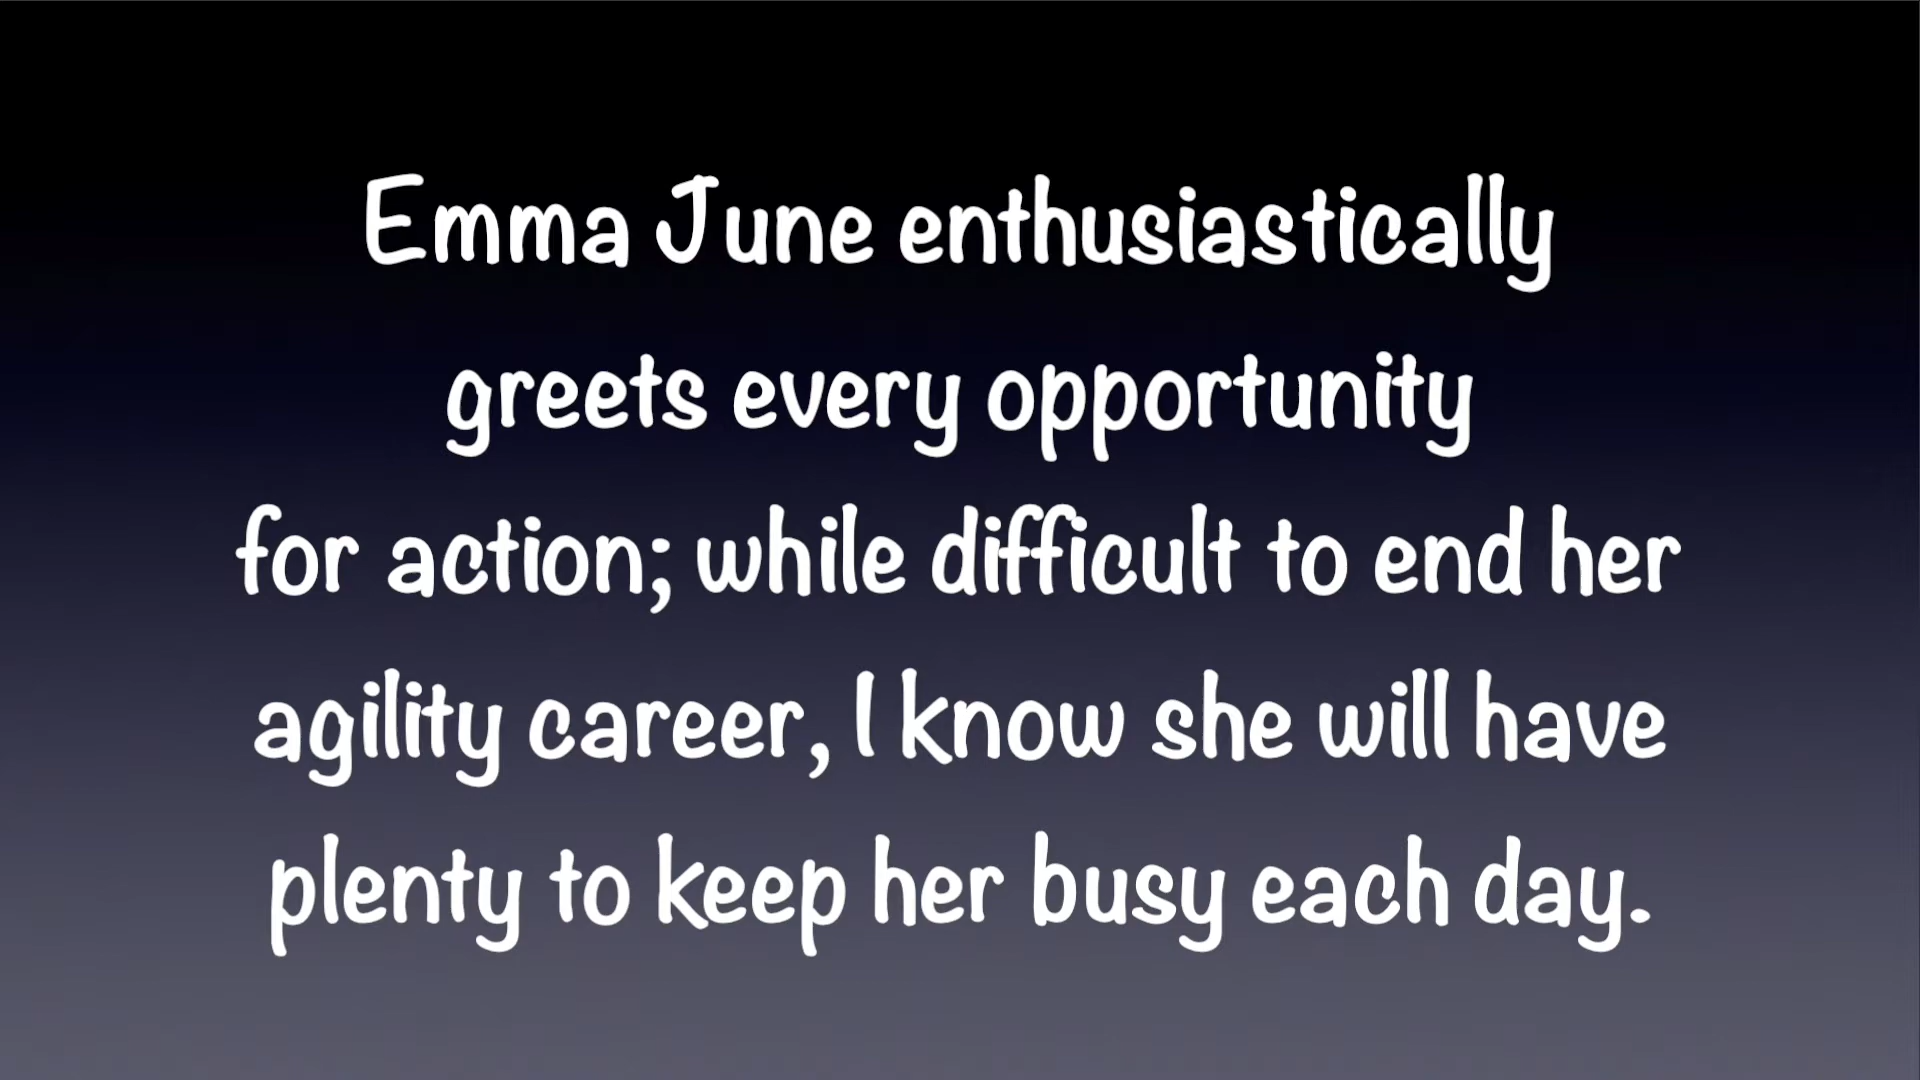 Emma June enthusiastically
greets every opportunity
for action; while difficult to end her
agility career, I know she will have
plenty to keep her busy each day.